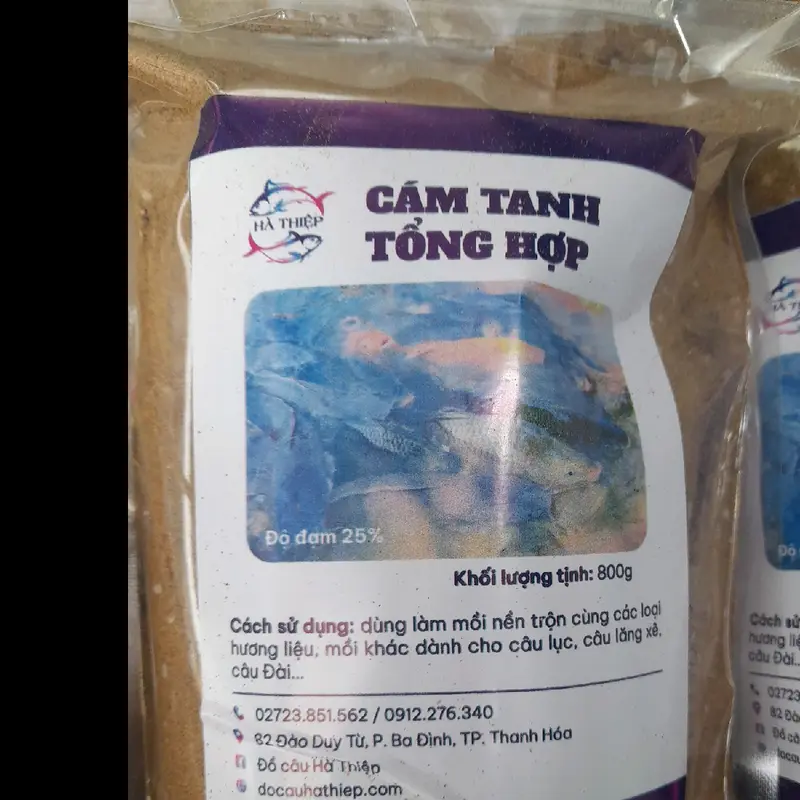 HÀ THIỆP
CÁM TANH
TỔNG HỢP
Độ đạm 25%
Khối lượng tịnh: 800g
Cách sử dụng: dùng làm mồi nền trộn cùng các loại
hương liệu, mồi khác dành cho câu lục, câu lăng xê,
câu Đài...
02723.851.562 / 0912.276.340
82 Đào Duy Từ, P. Ba Đình, TP. Thanh Hóa
Đồ câu Hà Thiệp
docauhathiep.com